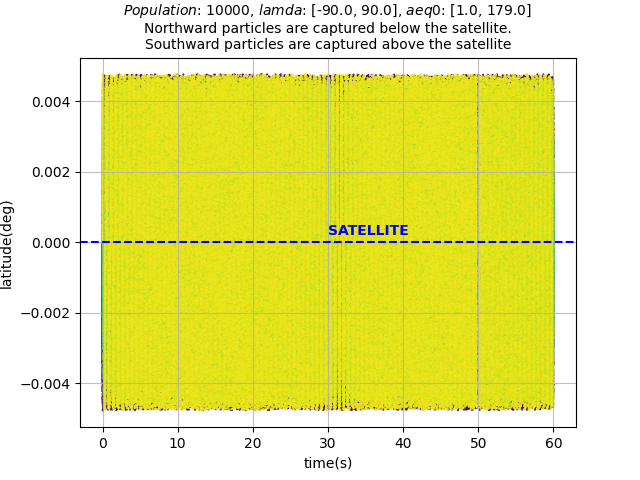 Population: 10000, lamda: [-90.0, 90.0], aeq0: [1.0, 179.0]
Northward particles are captured below the satellite.
Southward particles are captured above the satellite
0.004
0.002
0.000
−0.002
−0.004
latitude(deg)
SATELLITE
0 10 20 30 40 50 60
time(s)